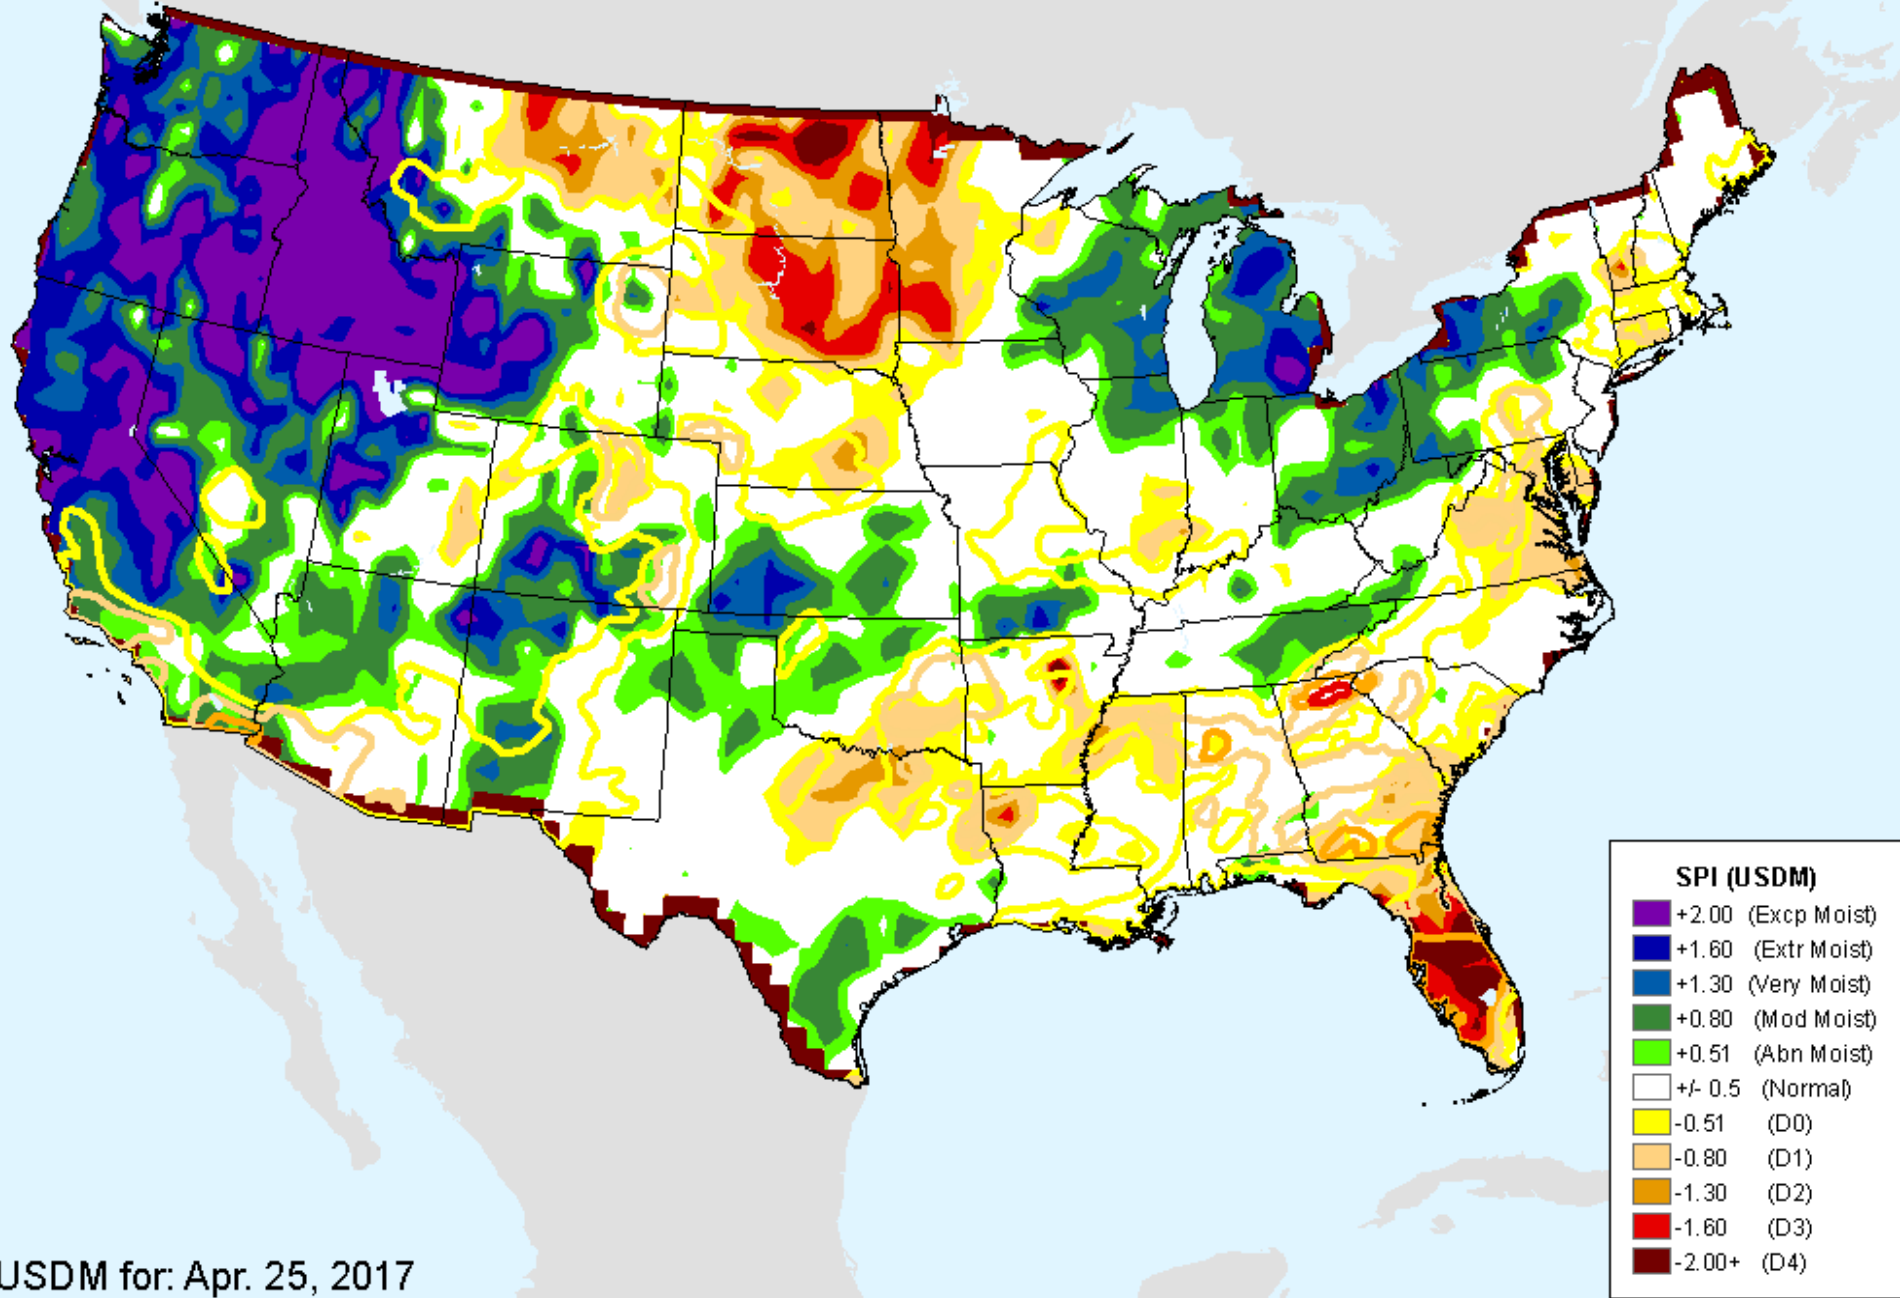 SPI (USDM)
+2.00 (Excp Moist)
+1.60 (Extr Moist)
+1.30 (Very Moist)
+0.80 (Mod Moist)
+0.51 (Abn Moist)
+/- 0.5 (Normal)
-0.51 (D0)
-0.80 (D1)
-1.30 (D2)
-1.60 (D3)
-2.00+ (D4)
USDM for: Apr. 25, 2017